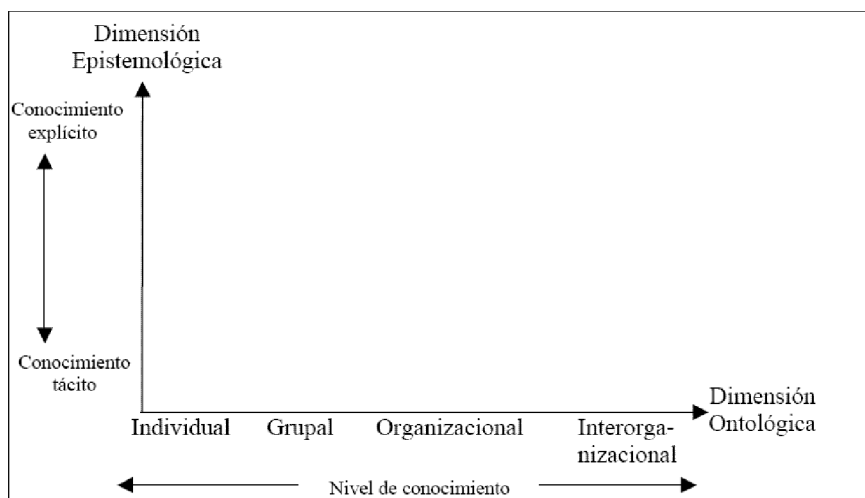 Dimensión
Epistemológica
Conocimiento
explícito
Conocimiento
tácito
Individual
Grupal
Organizacional
Interorga-
nizacional
Dimensión
Ontológica
Nivel de conocimiento